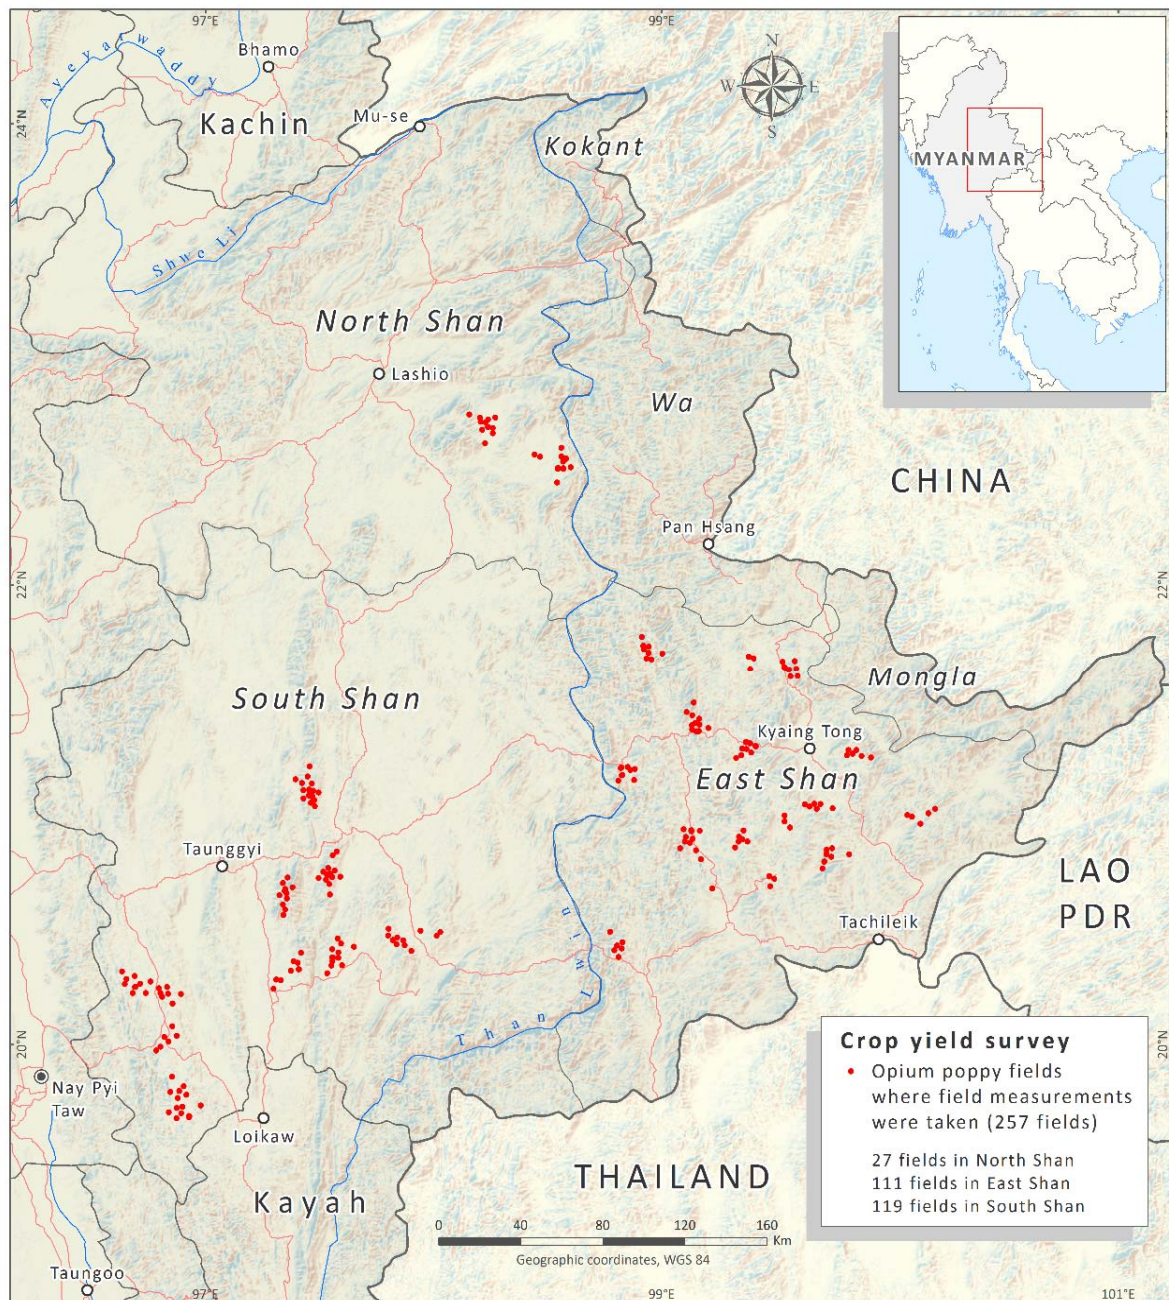 97°E
99°E
Bhamo
Ayeyarwaddy
Kachin
Mu-se
24°N
Kokant
N
W
E
S
MYANMAR
Shwe Li
North Shan
Lashio
Wa
CHINA
Pan Hsang
22°N
22°N
South Shan
Mongla
Kyaing Tong
East Shan
Taunggyi
LAO
PDR
Tachileik
Than Lwin
20°N
20°N
Nay Pyi
Taw
Loikaw
Kayah
THAILAND
Taungoo
Crop yield survey
Opium poppy fields
where field measurements
were taken (257 fields)
27 fields in North Shan
111 fields in East Shan
119 fields in South Shan
0 40 80 120 160
Km
Geographic coordinates, WGS 84
97°E
99°E
101°E